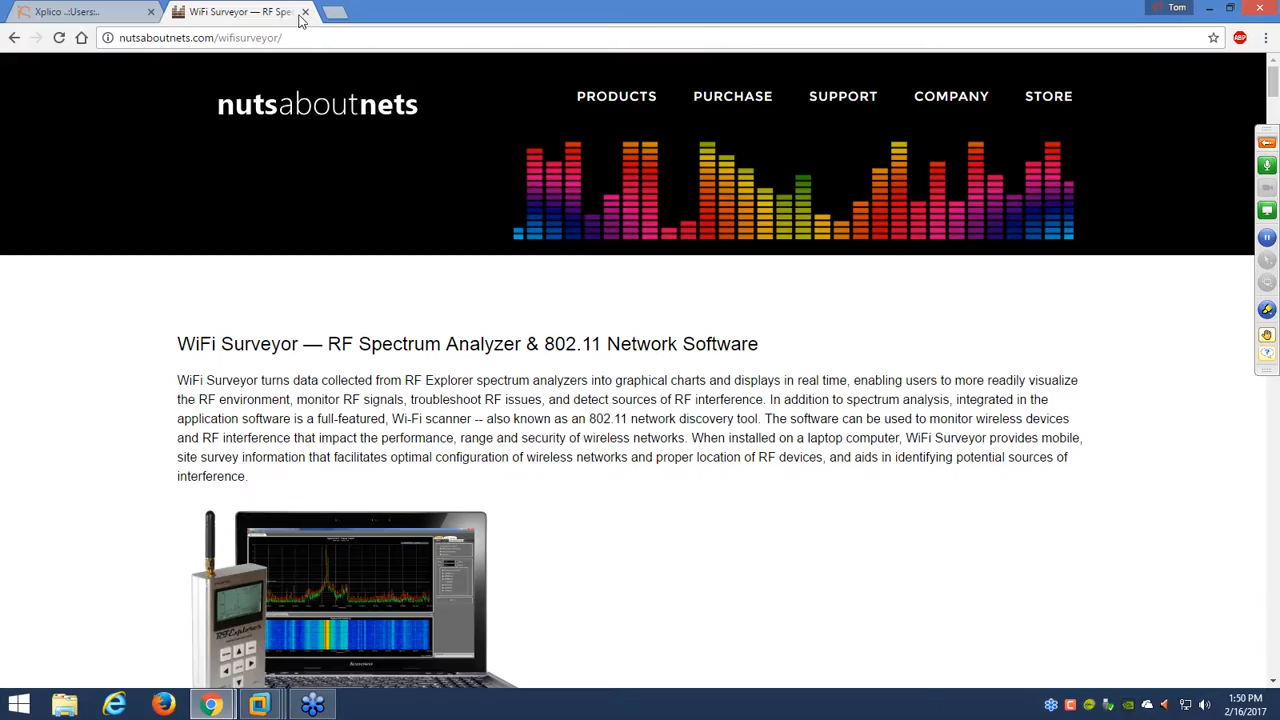 Xplico ..:Users:..
WiFi Surveyor — RF Spe
Tom
nutsaboutnets.com/wifisurveyor/
ABP
nutsaboutnets
PRODUCTS
PURCHASE
SUPPORT
COMPANY
STORE
WiFi Surveyor — RF Spectrum Analyzer & 802.11 Network Software
WiFi Surveyor turns data collected from RF Explorer spectrum analyzers into graphical charts and displays in real time, enabling users to more readily visualize
the RF environment, monitor RF signals, troubleshoot RF issues, and detect sources of RF interference. In addition to spectrum analysis, integrated in the
application software is a full-featured, Wi-Fi scanner -- also known as an 802.11 network discovery tool. The software can be used to monitor wireless devices
and RF interference that impact the performance, range and security of wireless networks. When installed on a laptop computer, WiFi Surveyor provides mobile,
site survey information that facilitates optimal configuration of wireless networks and proper location of RF devices, and aids in identifying potential sources of
interference.
RF Explorer
lenovo
1:50 PM
2/16/2017